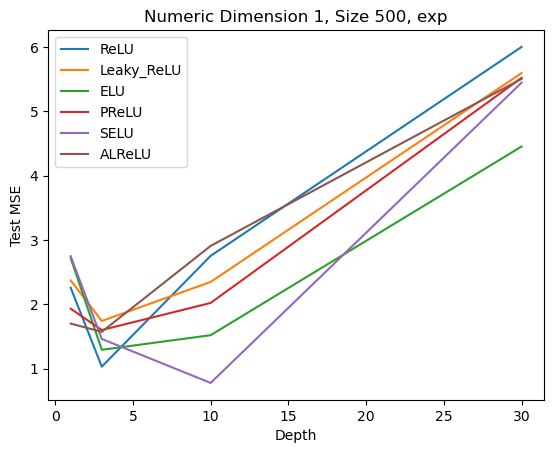 Numeric Dimension 1, Size 500, exp
ReLU
Leaky_ReLU
ELU
PReLU
SELU
ALReLU
Test MSE
6
5
4
3
2
1
0
5
10
15
20
25
30
Depth